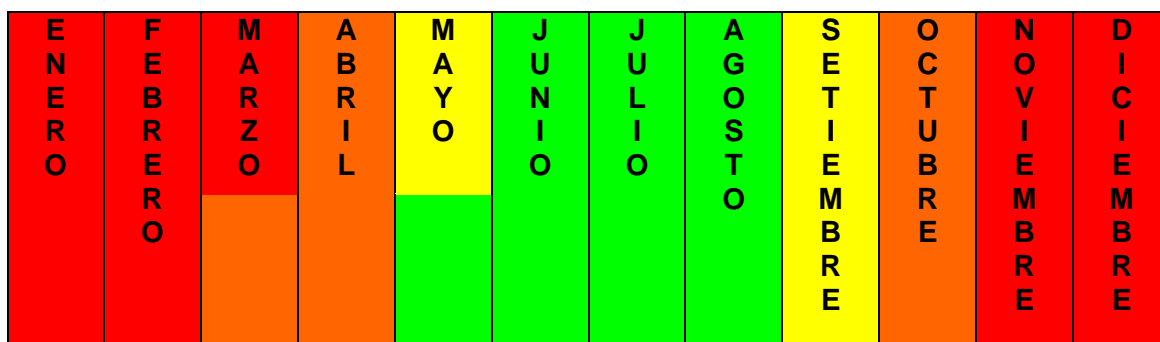 ENERO
FEBRERO
MARZO
ABRIL
MAYO
JUNIO
JULIO
AGOSTO
SETIEMBRE
OCTUBRE
NOVIEMBRE
DICIEMBRE